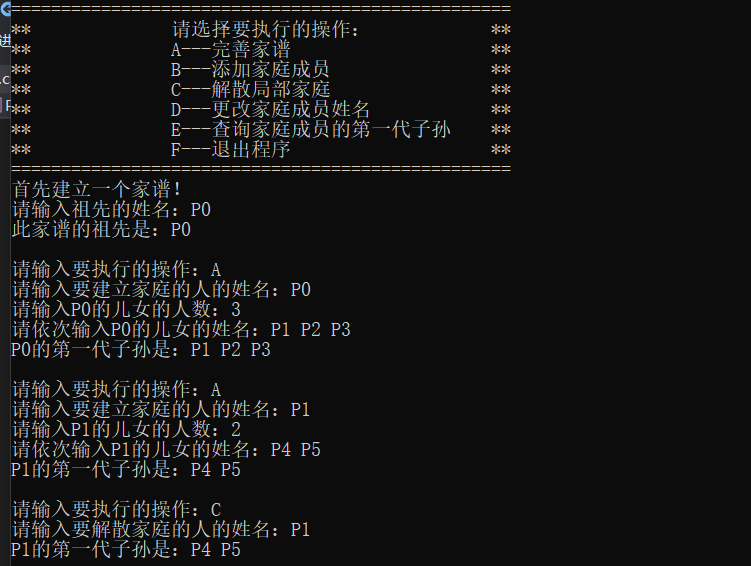 ==================================================
**              请选择要执行的操作:             **
**              A---完善家谱                    **
**              B---添加家庭成员                **
**              C---解散局部家庭                **
**              D---更改家庭成员姓名            **
**              E---查询家庭成员的第一代子孙    **
**              F---退出程序                    **
==================================================
首先建立一个家谱!
请输入祖先的姓名: P0
此家谱的祖先是: P0

请输入要执行的操作: A
请输入要建立家庭的人的姓名: P0
请输入P0的儿女的人数: 3
请依次输入P0的儿女的姓名: P1 P2 P3
P0的第一代子孙是: P1 P2 P3

请输入要执行的操作: A
请输入要建立家庭的人的姓名: P1
请输入P1的儿女的人数: 2
请依次输入P1的儿女的姓名: P4 P5
P1的第一代子孙是: P4 P5

请输入要执行的操作: C
请输入要解散家庭的人的姓名: P1
P1的第一代子孙是: P4 P5